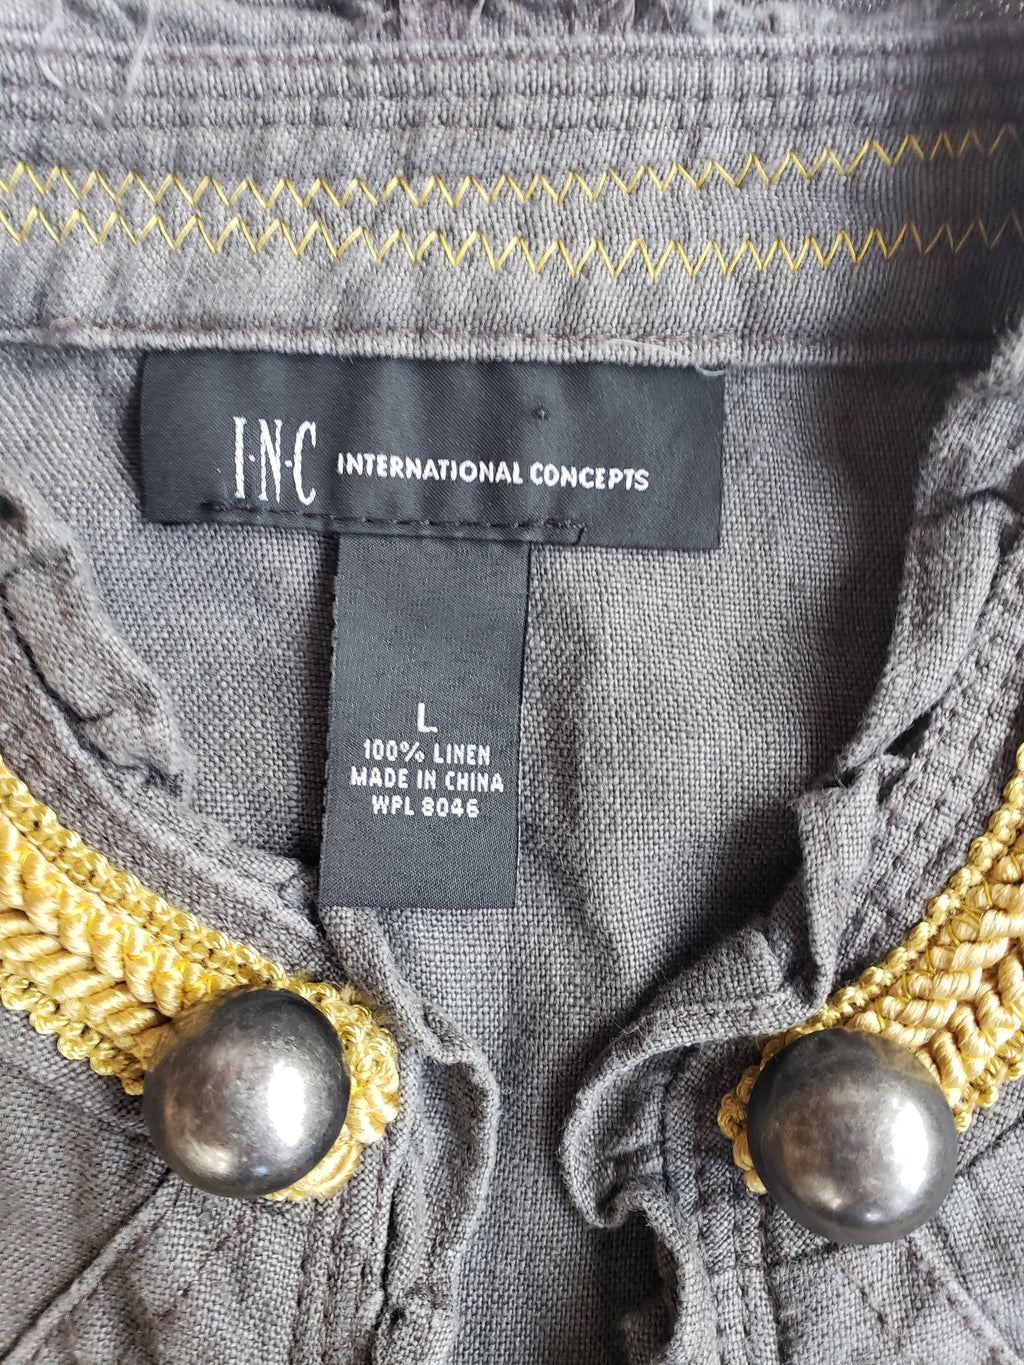 I·N·C INTERNATIONAL CONCEPTS
L
100% LINEN
MADE IN CHINA
WPL 8046